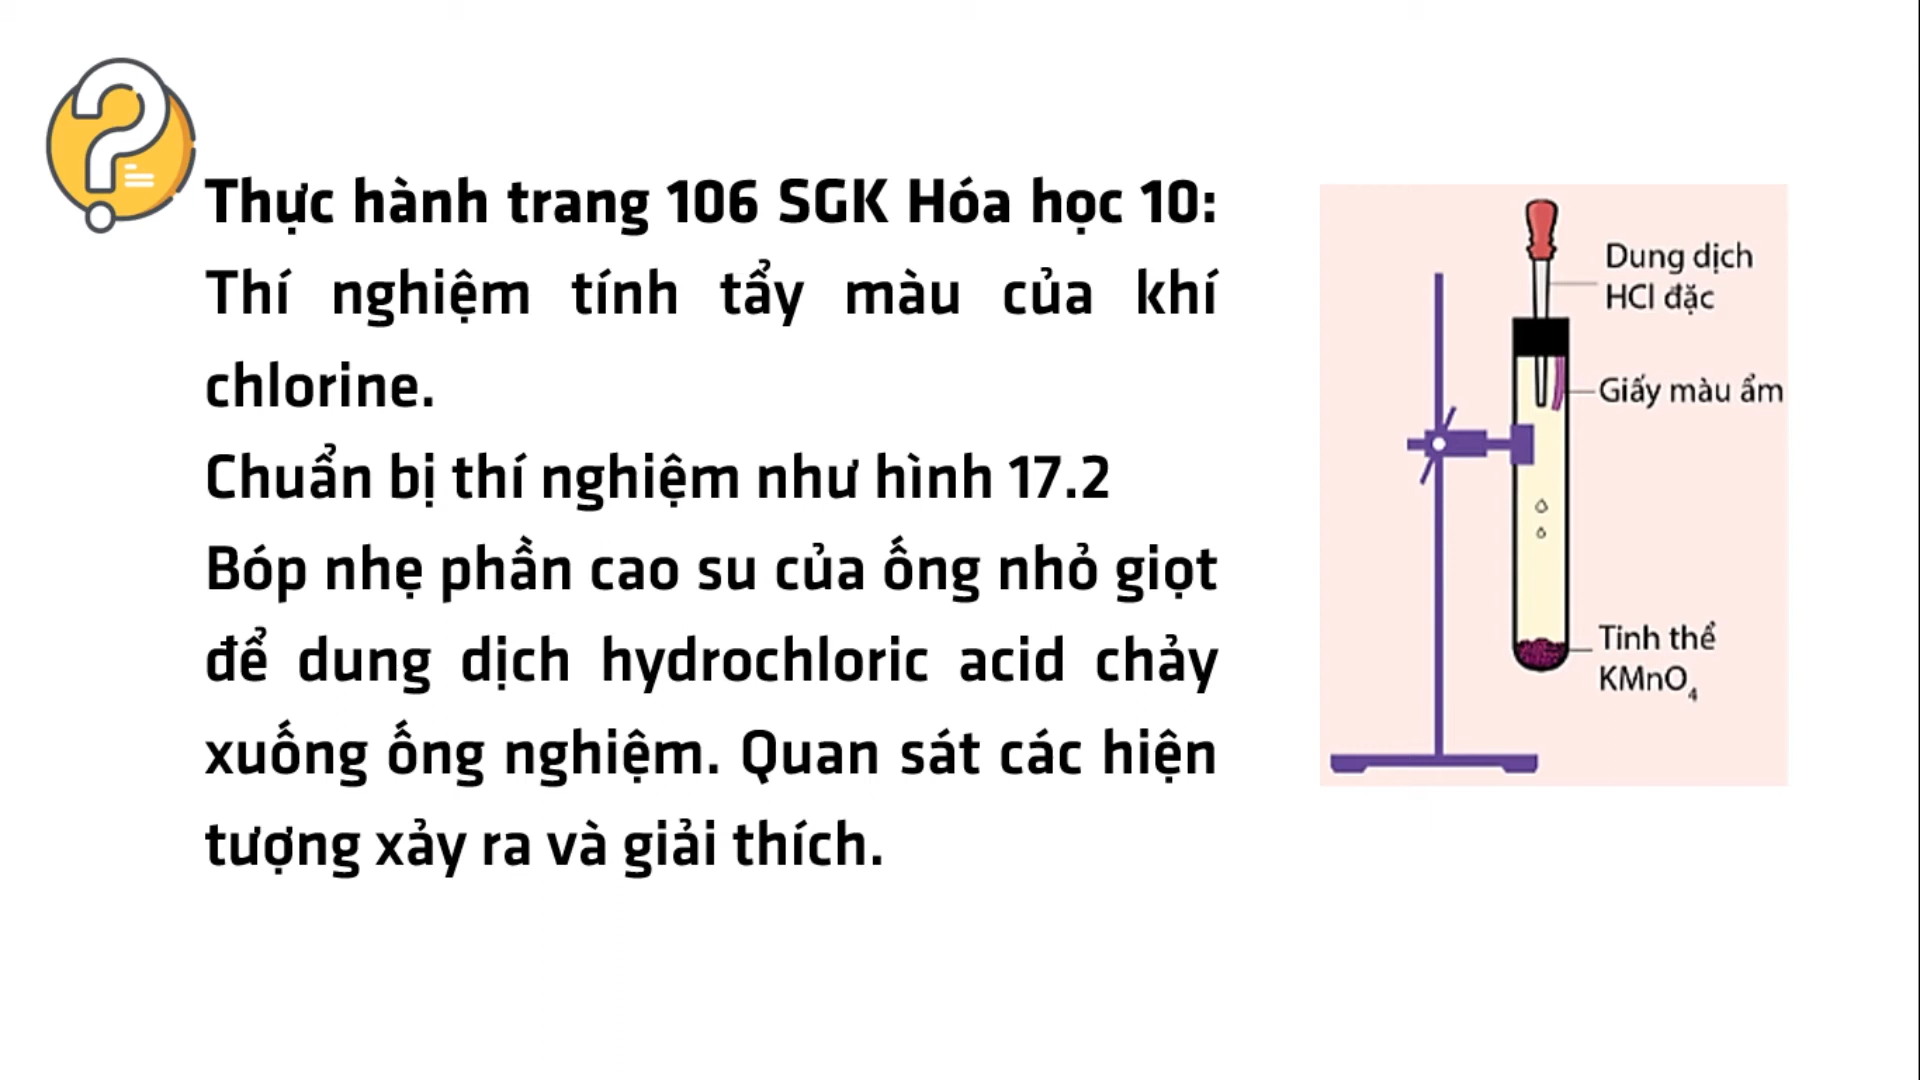 Thực hành trang 106 SGK Hóa học 10:
Thí nghiệm tính tẩy màu của khí
chlorine.
Chuẩn bị thí nghiệm như hình 17.2
Bóp nhẹ phần cao su của ống nhỏ giọt
để dung dịch hydrochloric acid chảy
xuống ống nghiệm. Quan sát các hiện
tượng xảy ra và giải thích.
Dung dịch
HCl đặc
Giấy màu ẩm
Tinh thể
KMnO₄